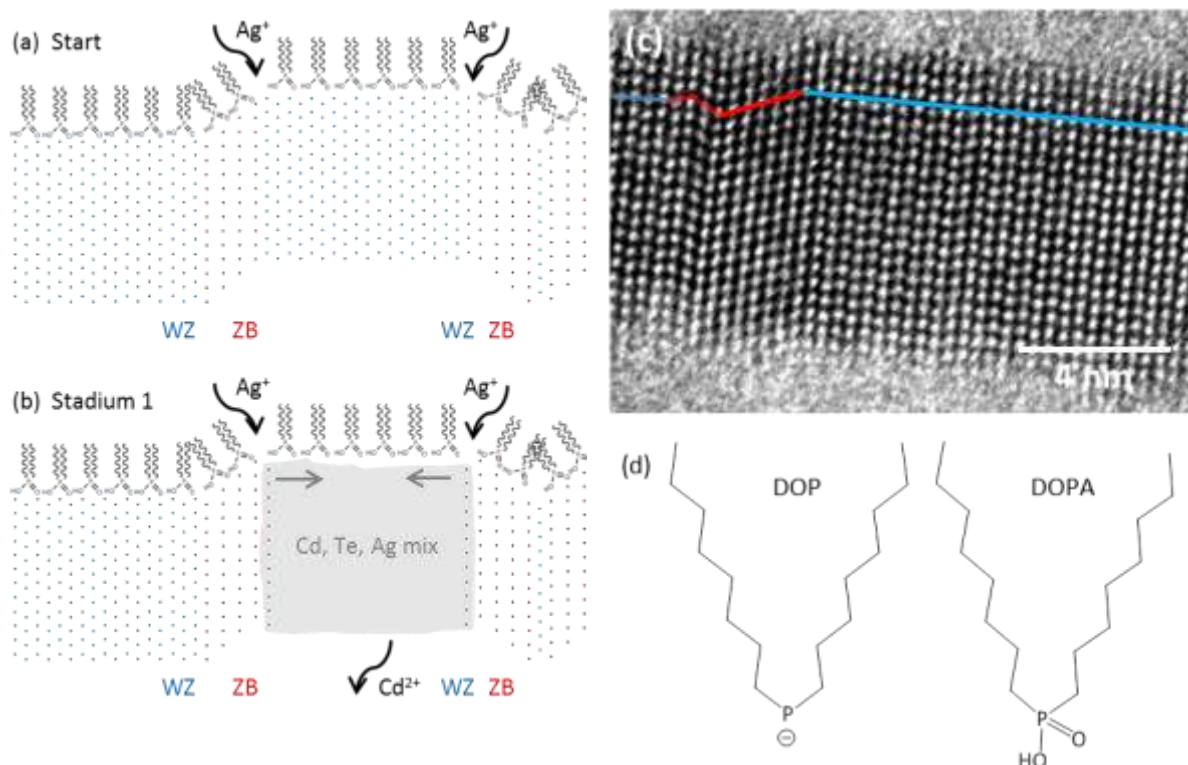 (a) Start
Ag⁺
Ag⁺
WZ
ZB
WZ
ZB
(b) Stadium 1
Ag⁺
Ag⁺
Cd, Te, Ag mix
Cd²⁺
WZ
ZB
WZ
ZB
(c)
4 nm
(d)
DOP
DOPA
P
⊖
P
O
HO